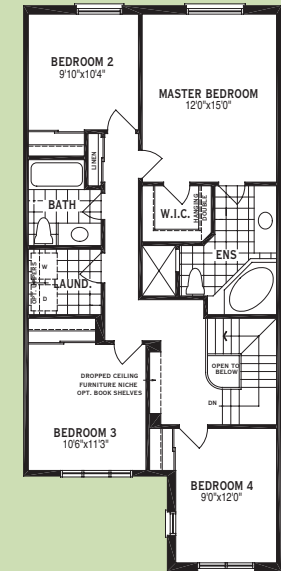 BEDROOM 2
9'10"x10'4"
MASTER BEDROOM
12'0"x15'0"
LINEN
BATH
W.I.C.
DOUBLE
HANGING
ENS
OPT. UPPERS
W
LAUND.
D
DROPPED CEILING
FURNITURE NICHE
OPT. BOOK SHELVES
OPEN TO
BELOW
DN
BEDROOM 3
10'6"x11'3"
BEDROOM 4
9'0"x12'0"